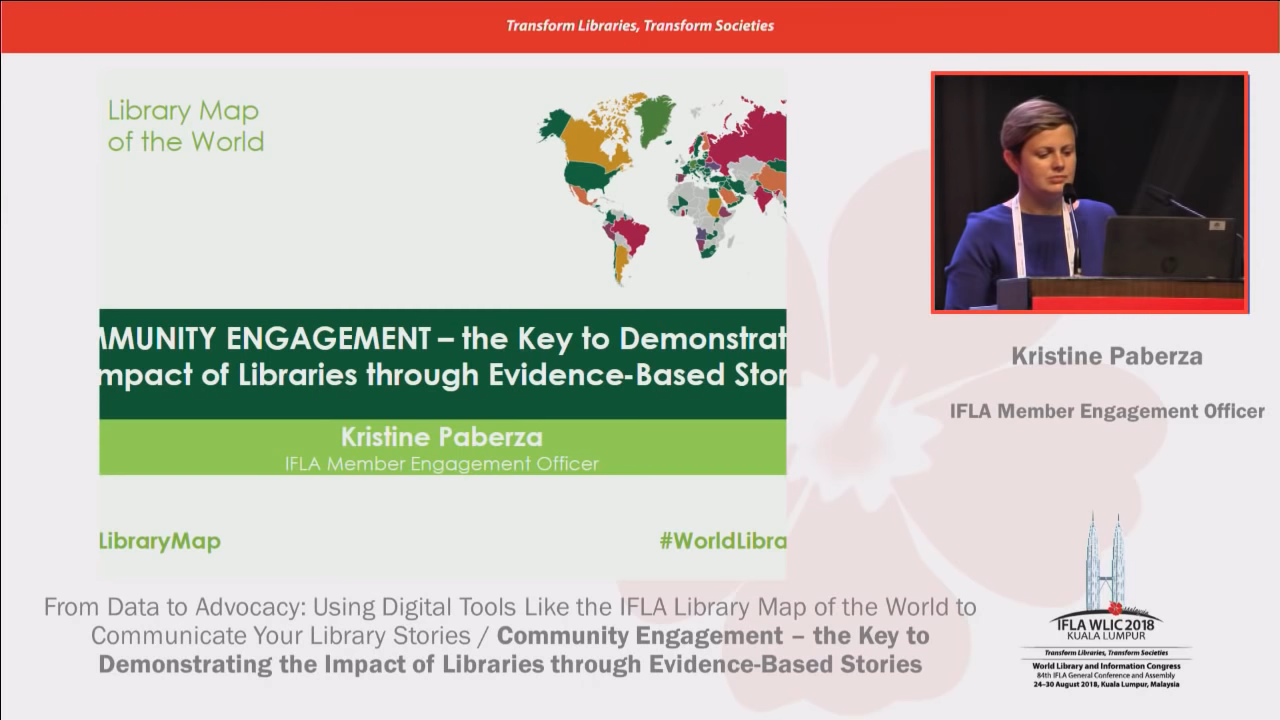 Transform Libraries, Transform Societies
Library Map
of the World
MMUNITY ENGAGEMENT – the Key to Demonstrat
mpact of Libraries through Evidence-Based Stor
Kristine Paberza
IFLA Member Engagement Officer
LibraryMap
#WorldLibra
Kristine Paberza
IFLA Member Engagement Officer
From Data to Advocacy: Using Digital Tools Like the IFLA Library Map of the World to
Communicate Your Library Stories / Community Engagement – the Key to
Demonstrating the Impact of Libraries through Evidence-Based Stories
IFLA WLIC 2018
KUALA LUMPUR
Transform Libraries, Transform Societies
World Library and Information Congress
84th IFLA General Conference and Assembly
24–30 August 2018, Kuala Lumpur, Malaysia